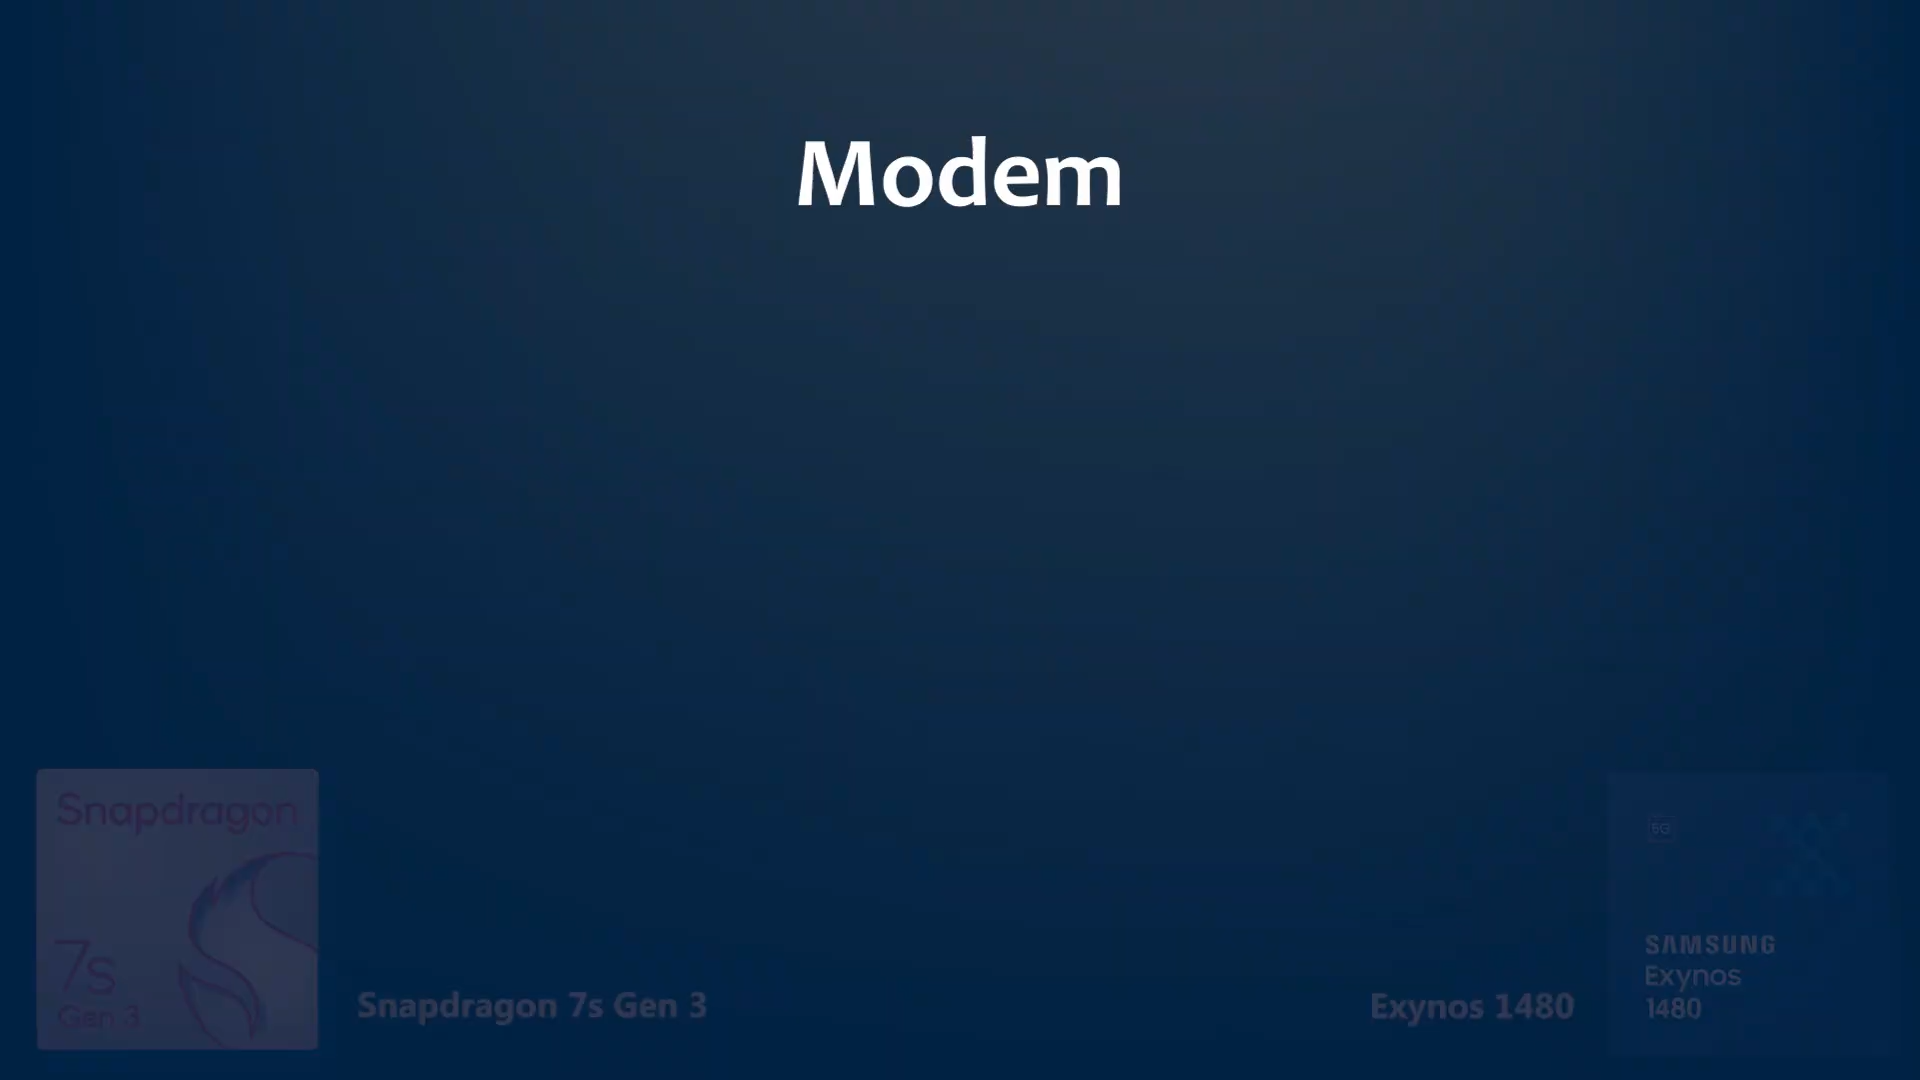 Modem
Snapdragon
7s
Gen 3
Snapdragon 7s Gen 3
Exynos 1480
5G
SAMSUNG
Exynos
1480